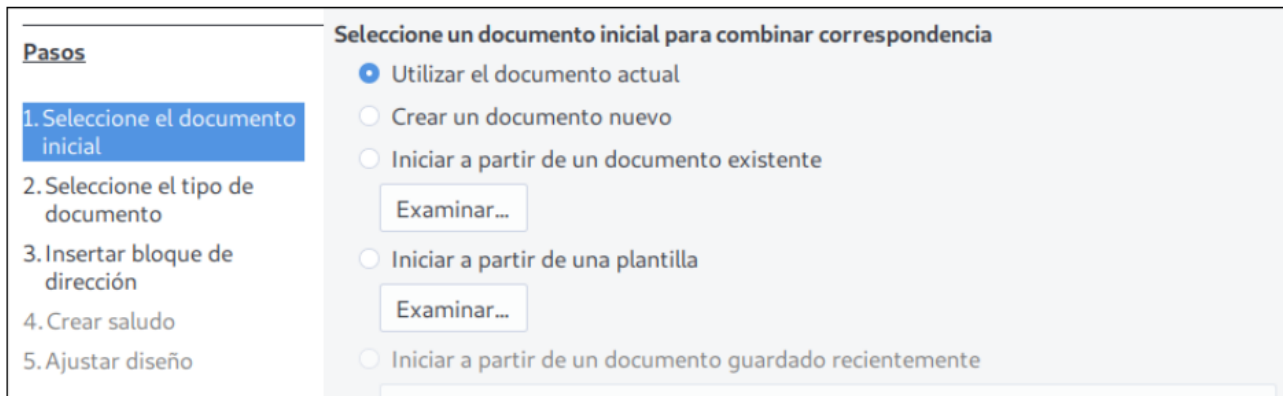 Pasos
1. Seleccione el documento
inicial
2. Seleccione el tipo de
documento
3. Insertar bloque de
dirección
4. Crear saludo
5. Ajustar diseño
Seleccione un documento inicial para combinar correspondencia
Utilizar el documento actual
Crear un documento nuevo
Iniciar a partir de un documento existente
Examinar...
Iniciar a partir de una plantilla
Examinar...
Iniciar a partir de un documento guardado recientemente